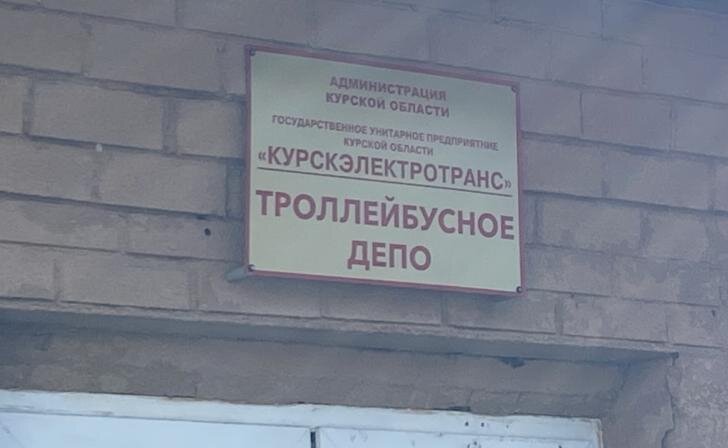 АДМИНИСТРАЦИЯ
КУРСКОЙ ОБЛАСТИ
ГОСУДАРСТВЕННОЕ УНИТАРНОЕ ПРЕДПРИЯТИЕ
КУРСКОЙ ОБЛАСТИ
«КУРСКЭЛЕКТРОТРАНС»
ТРОЛЛЕЙБУСНОЕ
ДЕПО